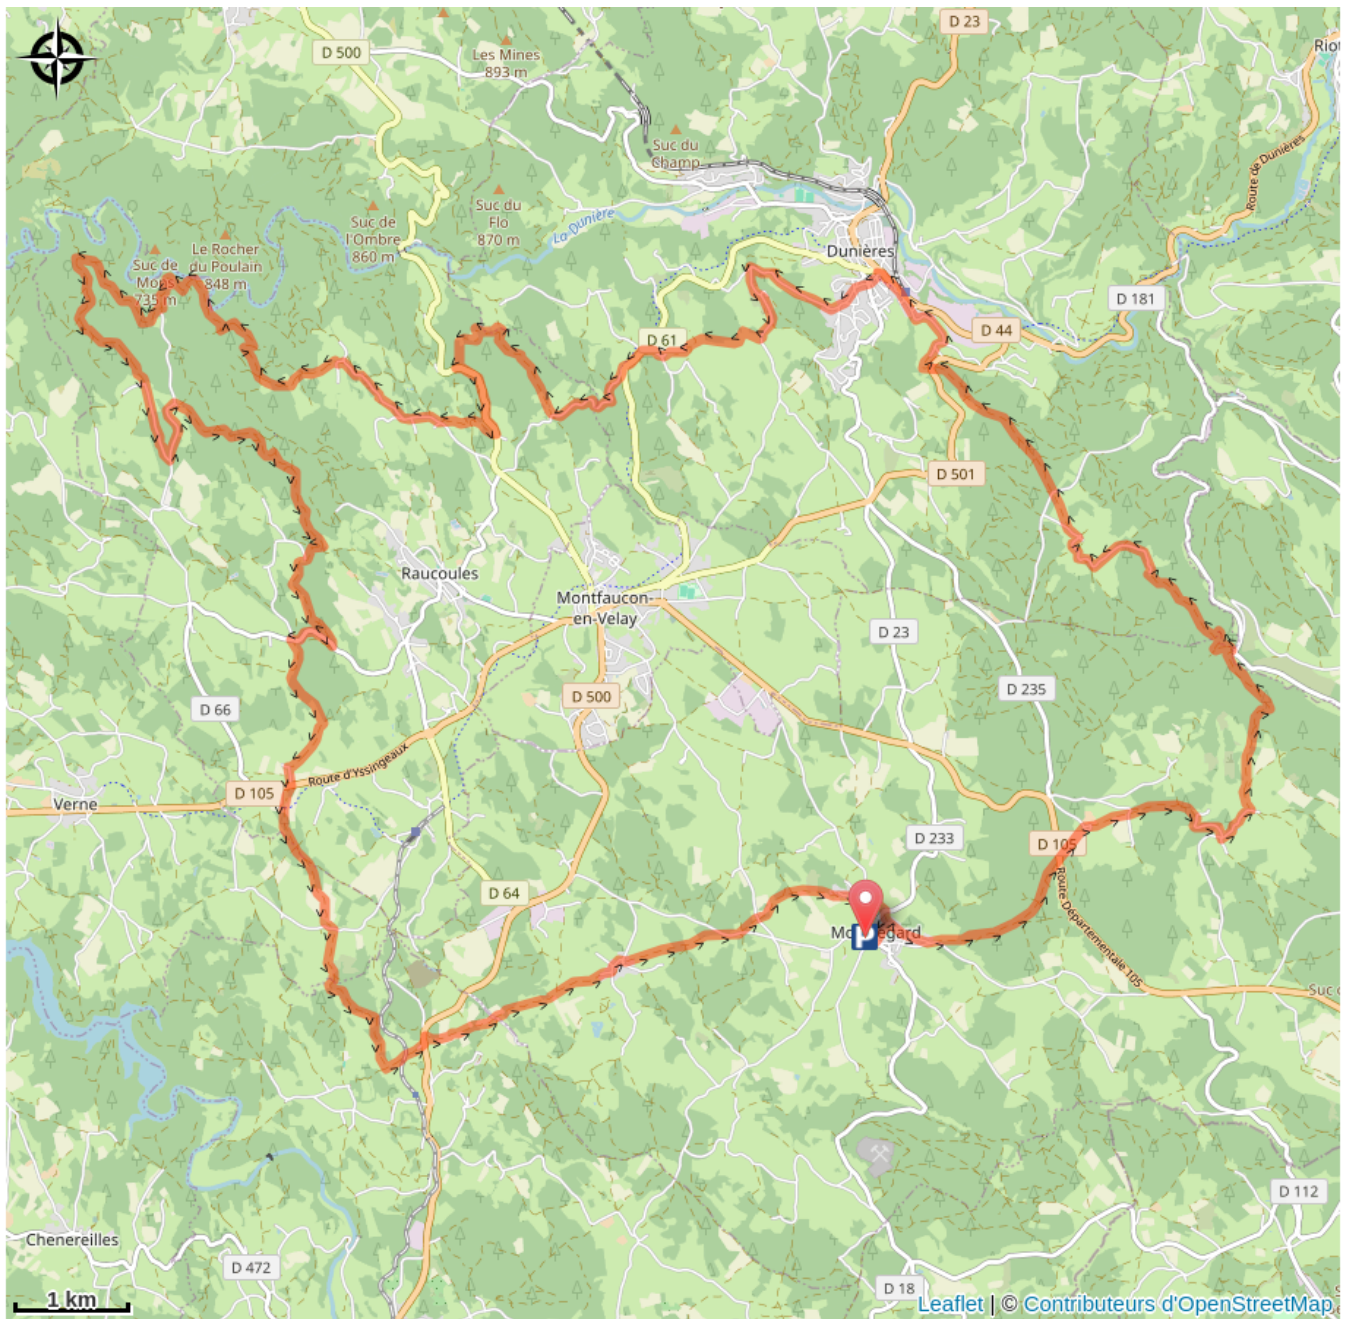 D 23
Riot
D 500
Les Mines
893 m
Suc du
Champ
Route de Dunières
Suc du
Flo
870 m
La Dunière
Suc de
l'Ombre
860 m
Le Rocher
du Poulain
848 m
Suc de
735 m
Dunières
D 181
D 44
D 61
D 501
Raucoules
Montfaucon-
en-Velay
D 23
D 235
D 500
D 66
Route d'Yssingeaux
D 105
Verne
D 233
D 105
Route Départementale 105
D 64
P
Suc
D 112
Chenereilles
D 472
D 18
1 km
Leaflet | © Contributeurs d'OpenStreetMap